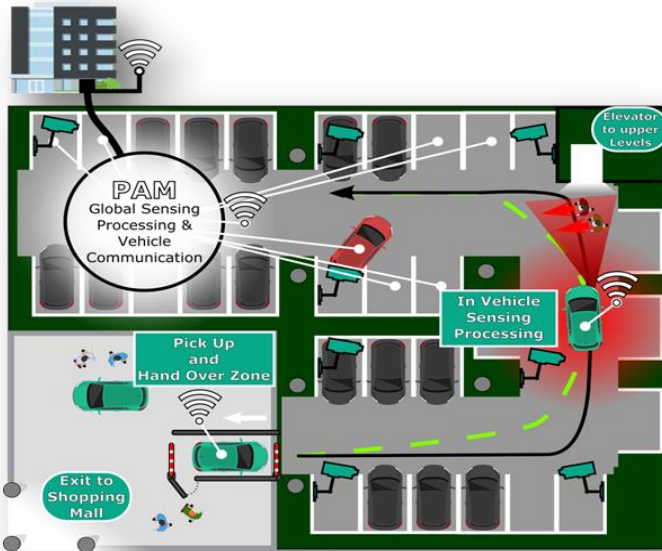 Elevator
to upper
Levels
PAM
Global Sensing
Processing &
Vehicle
Communication
In Vehicle
Sensing
Processing
Pick Up
and
Hand Over Zone
Exit to
Shopping
Mall